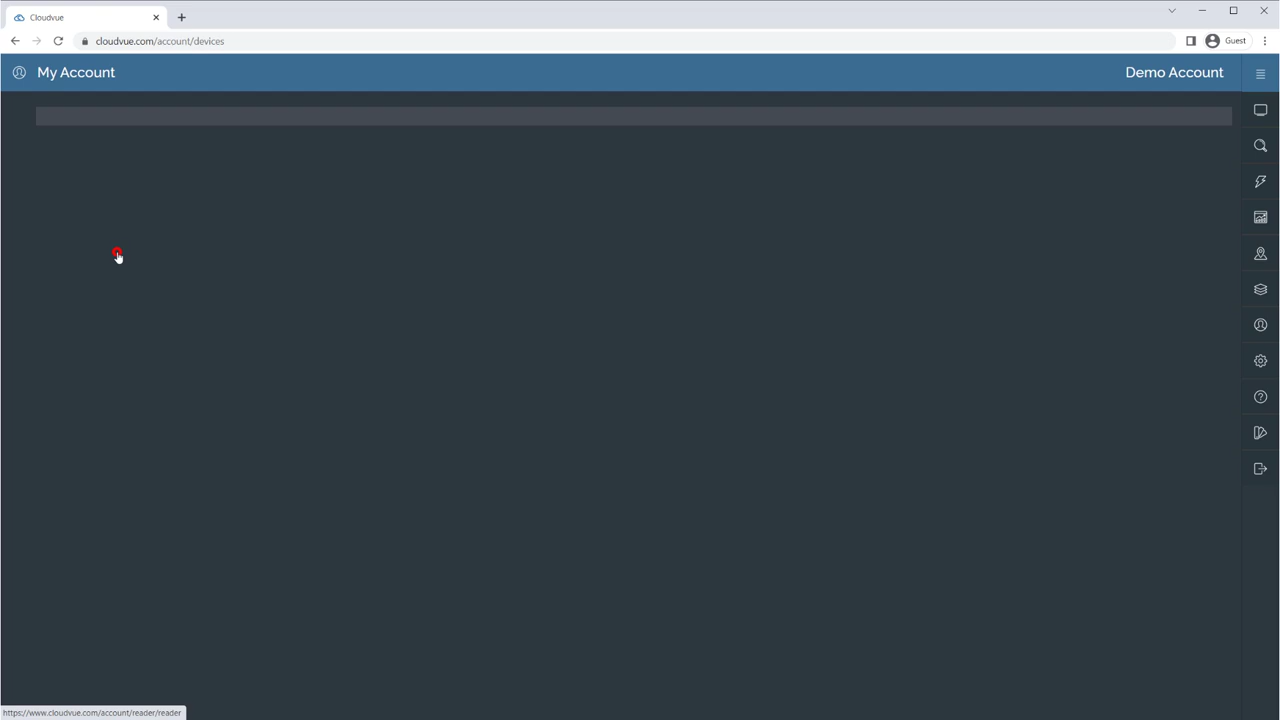 Cloudvue
cloudvue.com/account/devices
Guest
My Account
Demo Account
https://www.cloudvue.com/account/reader/reader